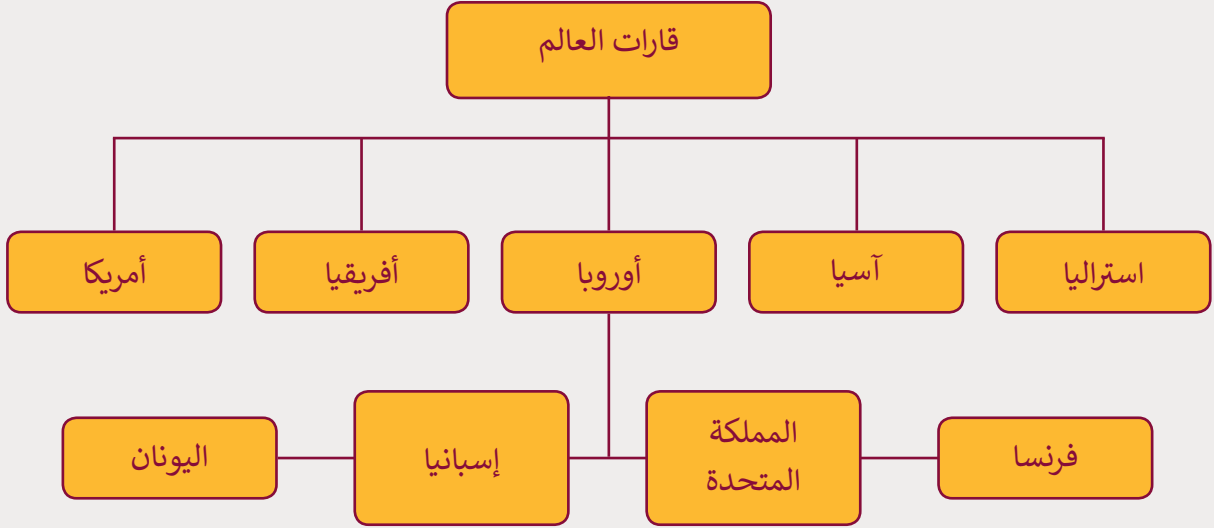 قارات العالم
استراليا
آسيا
أوروبا
أفريقيا
أمريكا
فرنسا
المملكة
المتحدة
إسبانيا
اليونان